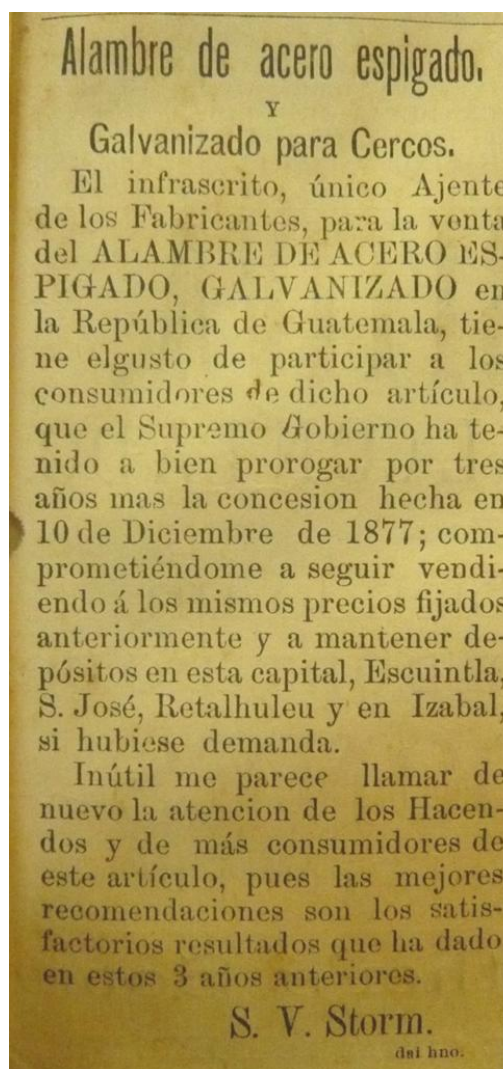 Alambre de acero espigado.
Y
Galvanizado para Cercos.
El infrascrito, único Ajente
de los Fabricantes, para la venta
del ALAMBRE DE ACERO ES-
PIGADO, GALVANIZADO en
la República de Guatemala, tie-
ne elgusto de participar a los
consumidores de dicho artículo,
que el Supremo Gobierno ha te-
nido a bien prorogar por tres
años mas la concesion hecha en
10 de Diciembre de 1877; com-
prometiéndome a seguir vendi-
endo á los mismos precios fijados
anteriormente y a mantener de-
pósitos en esta capital, Escuintla,
S. José, Retalhuleu y en Izabal,
si hubiese demanda.
Inútil me parece llamar de
nuevo la atencion de los Hacen-
dos y de más consumidores de
este artículo, pues las mejores
recomendaciones son los satis-
factorios resultados que ha dado
en estos 3 años anteriores.
S. V. Storm.
dsi hno.